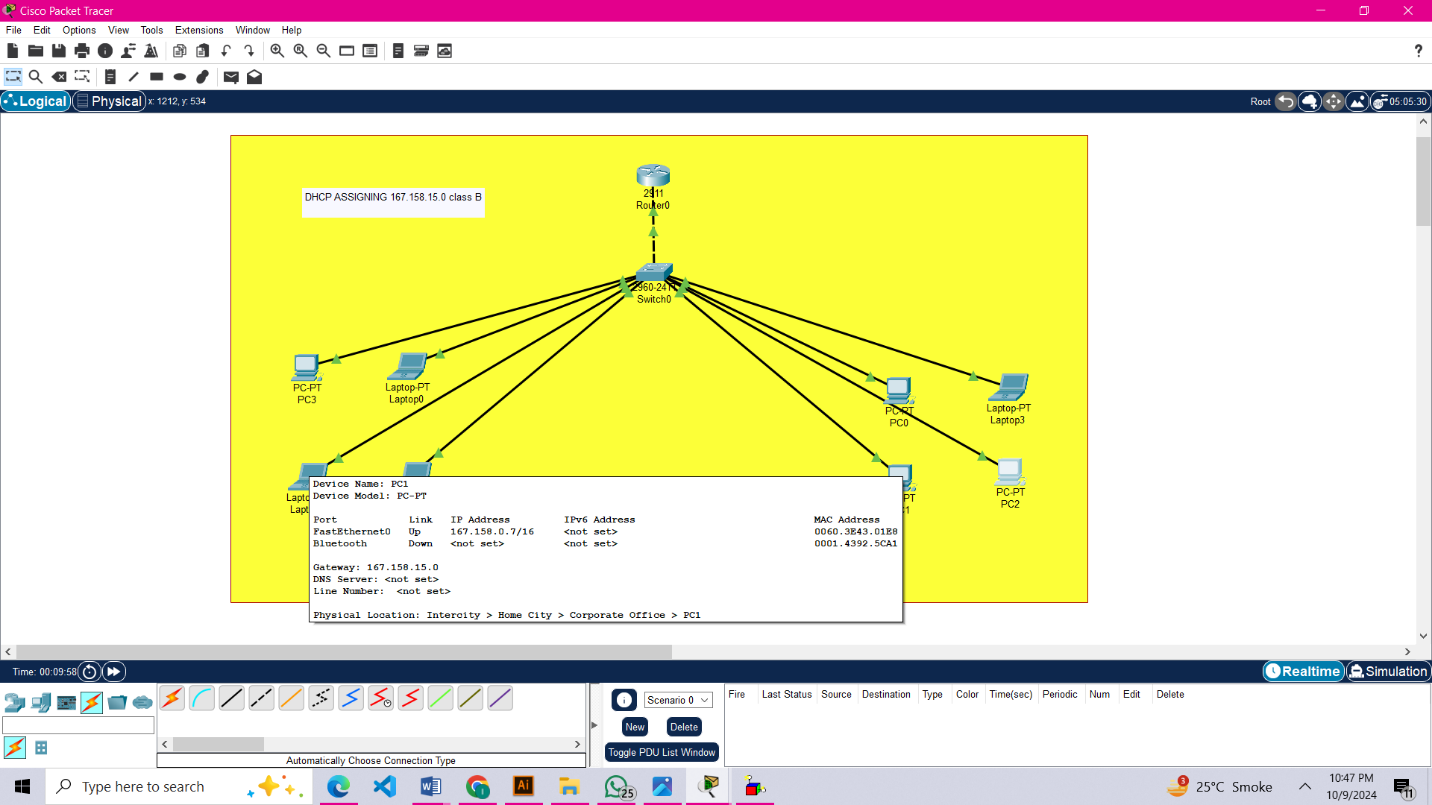 Cisco Packet Tracer
File Edit Options View Tools Extensions Window Help
?
Logical Physical x: 1212, y: 534
Root 05:05:30
DHCP ASSIGNING 167.158.15.0 class B
2911
Router0
2960-24TT
Switch0
PC-PT
PC3
Laptop-PT
Laptop0
PC-PT
PC0
Laptop-PT
Laptop3
PC-PT
PC2
Device Name: PC1
Device Model: PC-PT
Port Link IP Address IPv6 Address MAC Address
FastEthernet0 Up 167.158.0.7/16 <not set> 0060.3E43.01E8
Bluetooth Down <not set> <not set> 0001.4392.5CA1
Gateway: 167.158.15.0
DNS Server: <not set>
Line Number: <not set>
Physical Location: Intercity > Home City > Corporate Office > PC1
Time: 00:09:58
Realtime Simulation
Scenario 0
New Delete
Toggle PDU List Window
Fire Last Status Source Destination Type Color Time(sec) Periodic Num Edit Delete
Automatically Choose Connection Type
Type here to search
25
3
25°C Smoke
10:47 PM
10/9/2024
11